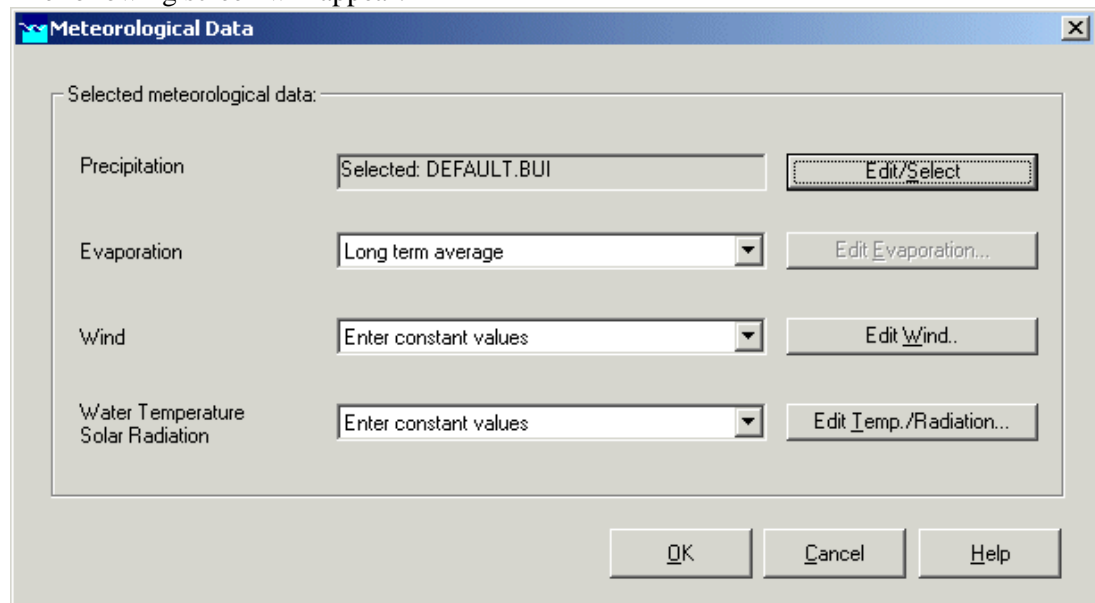 Meteorological Data
Selected meteorological data:
Precipitation
Selected: DEFAULT.BUI
Edit/Select
Evaporation
Long term average
Edit Evaporation...
Wind
Enter constant values
Edit Wind..
Water Temperature
Solar Radiation
Enter constant values
Edit Temp./Radiation...
OK
Cancel
Help